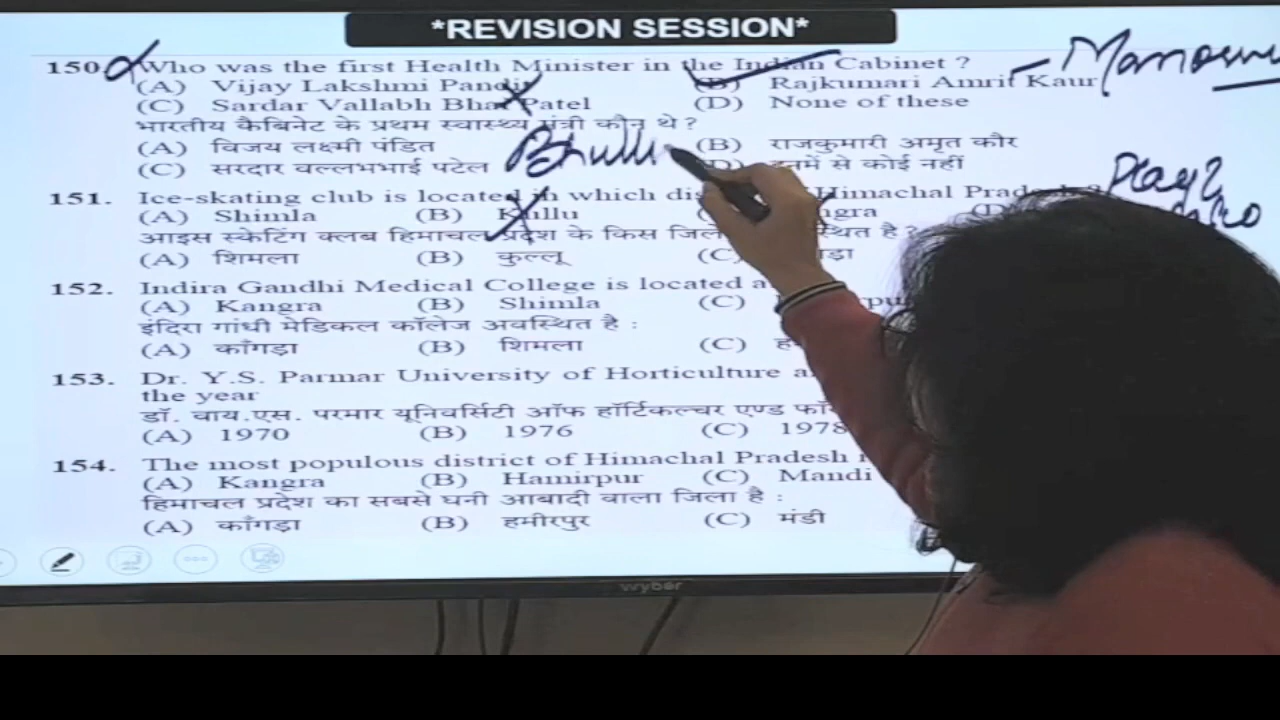 *REVISION SESSION*
150. Who was the first Health Minister in the Indian Cabinet ?
(A) Vijay Lakshmi Pandit (B) Rajkumari Amrit Kaur
(C) Sardar Vallabh Bhai Patel (D) None of these
भारतीय कैबिनेट के प्रथम स्वास्थ्य मंत्री कौन थे ?
(A) विजय लक्ष्मी पंडित (B) राजकुमारी अमृत कौर
(C) सरदार वल्लभभाई पटेल Bhullu (D) इनमें से कोई नहीं
151. Ice-skating club is located in which Himachal Pradesh ?
(A) Shimla (B) Kullu
आइस स्केटिंग क्लब हिमाचल प्रदेश के किस जिले है ?
(A) शिमला (B) कुल्लू (C)
152. Indira Gandhi Medical College is located
(A) Kangra (B) Shimla (C)
इंदिरा गांधी मेडिकल कॉलेज अवस्थित है :
(A) काँगड़ा (B) शिमला (C)
153. Dr. Y.S. Parmar University of Horticulture
the year
डॉ. वाय.एस. परमार यूनिवर्सिटी ऑफ हॉर्टिकल्चर एण्ड
(A) 1970 (B) 1976 (C) 1978
154. The most populous district of Himachal Pradesh
(A) Kangra (B) Hamirpur (C) Mandi
हिमाचल प्रदेश का सबसे घनी आबादी वाला जिला है :
(A) काँगड़ा (B) हमीरपुर (C) मंडी
wyber